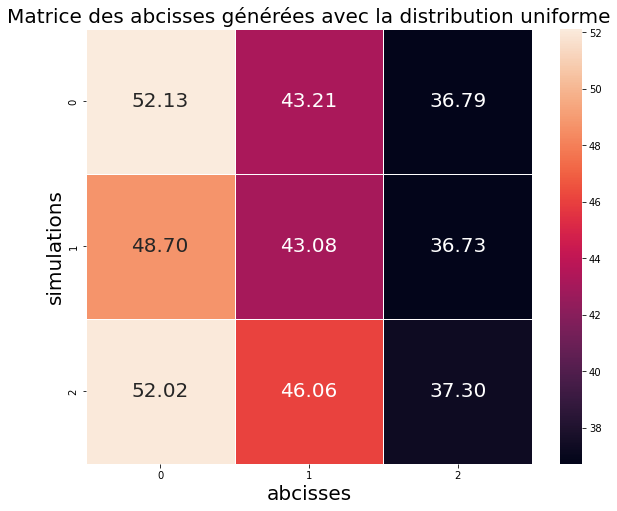 Matrice des abcisses générées avec la distribution uniforme
52.13 43.21 36.79
48.70 43.08 36.73
52.02 46.06 37.30
0
1
2
simulations
0 1 2
abcisses
52
50
48
46
44
42
40
38